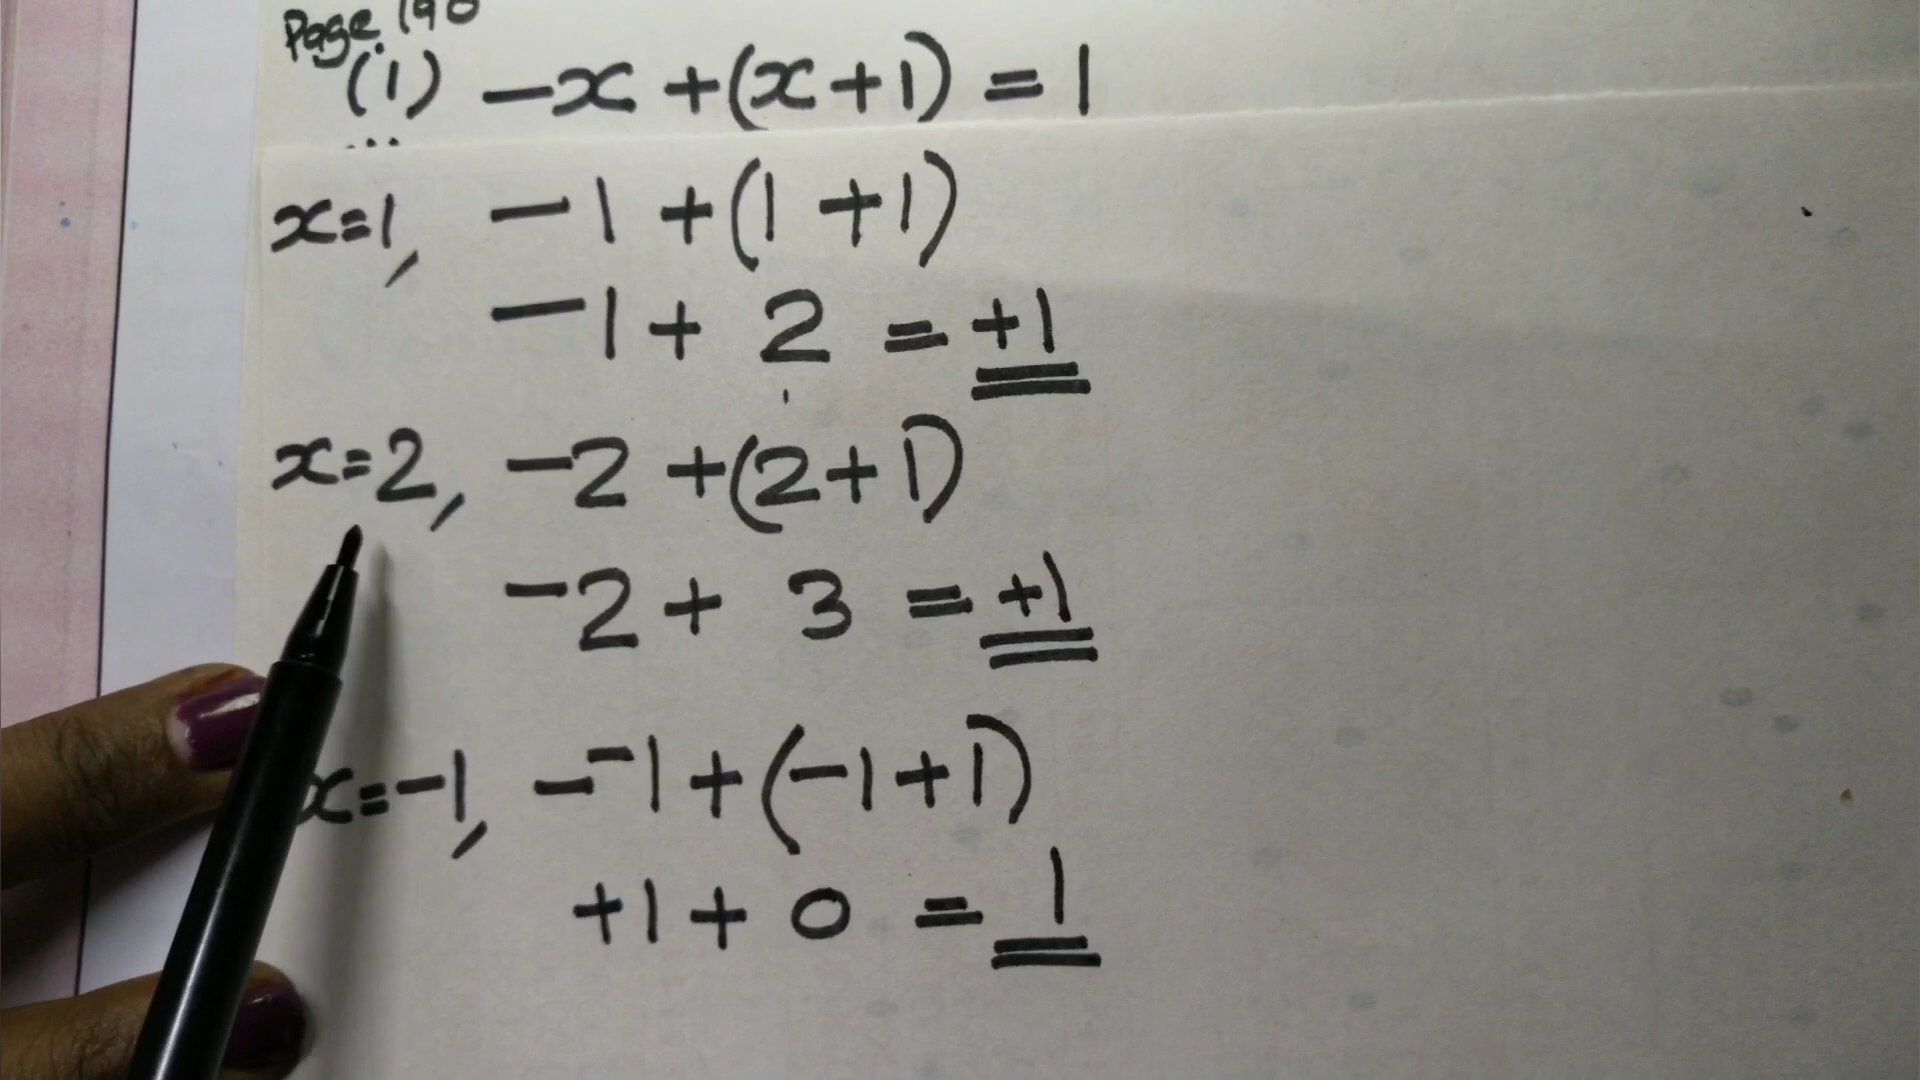 Page 190
(i) -x + (x + 1) = 1
x=1, -1 + (1 + 1)
-1 + 2 = +1
x=2, -2 + (2 + 1)
-2 + 3 = +1
x=-1, - -1 + (-1 + 1)
+1 + 0 = 1